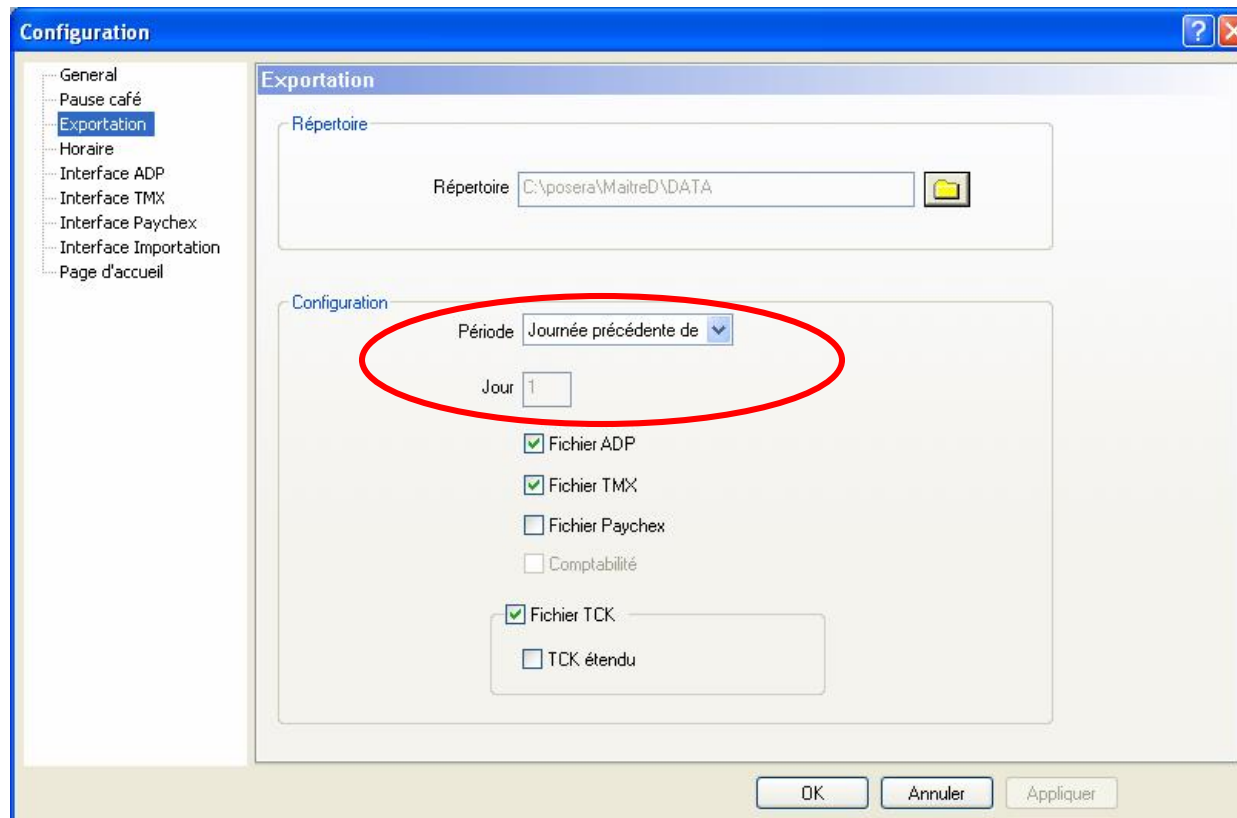 Configuration
General
Pause café
Exportation
Horaire
Interface ADP
Interface TMX
Interface Paychex
Interface Importation
Page d'accueil
Exportation
Répertoire
Répertoire C:\posera\MaitreD\DATA
Configuration
Période Journée précédente de
Jour 1
Fichier ADP
Fichier TMX
Fichier Paychex
Comptabilité
Fichier TCK
TCK étendu
OK Annuler Appliquer